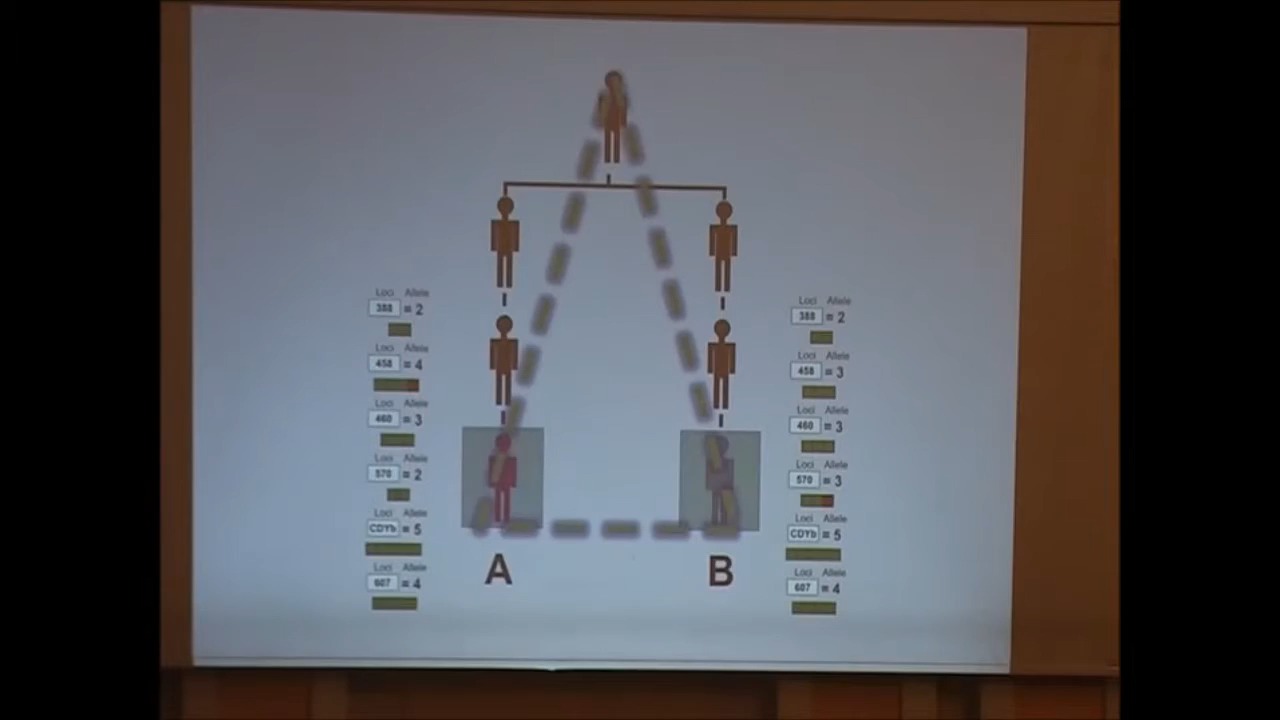 Loci Allele
388 = 2
Loci Allele
458 = 4
Loci Allele
460 = 3
Loci Allele
570 = 2
Loci Allele
CDYb = 5
Loci Allele
607 = 4
A
Loci Allele
388 = 2
Loci Allele
458 = 3
Loci Allele
460 = 3
Loci Allele
570 = 3
Loci Allele
CDYb = 5
Loci Allele
607 = 4
B